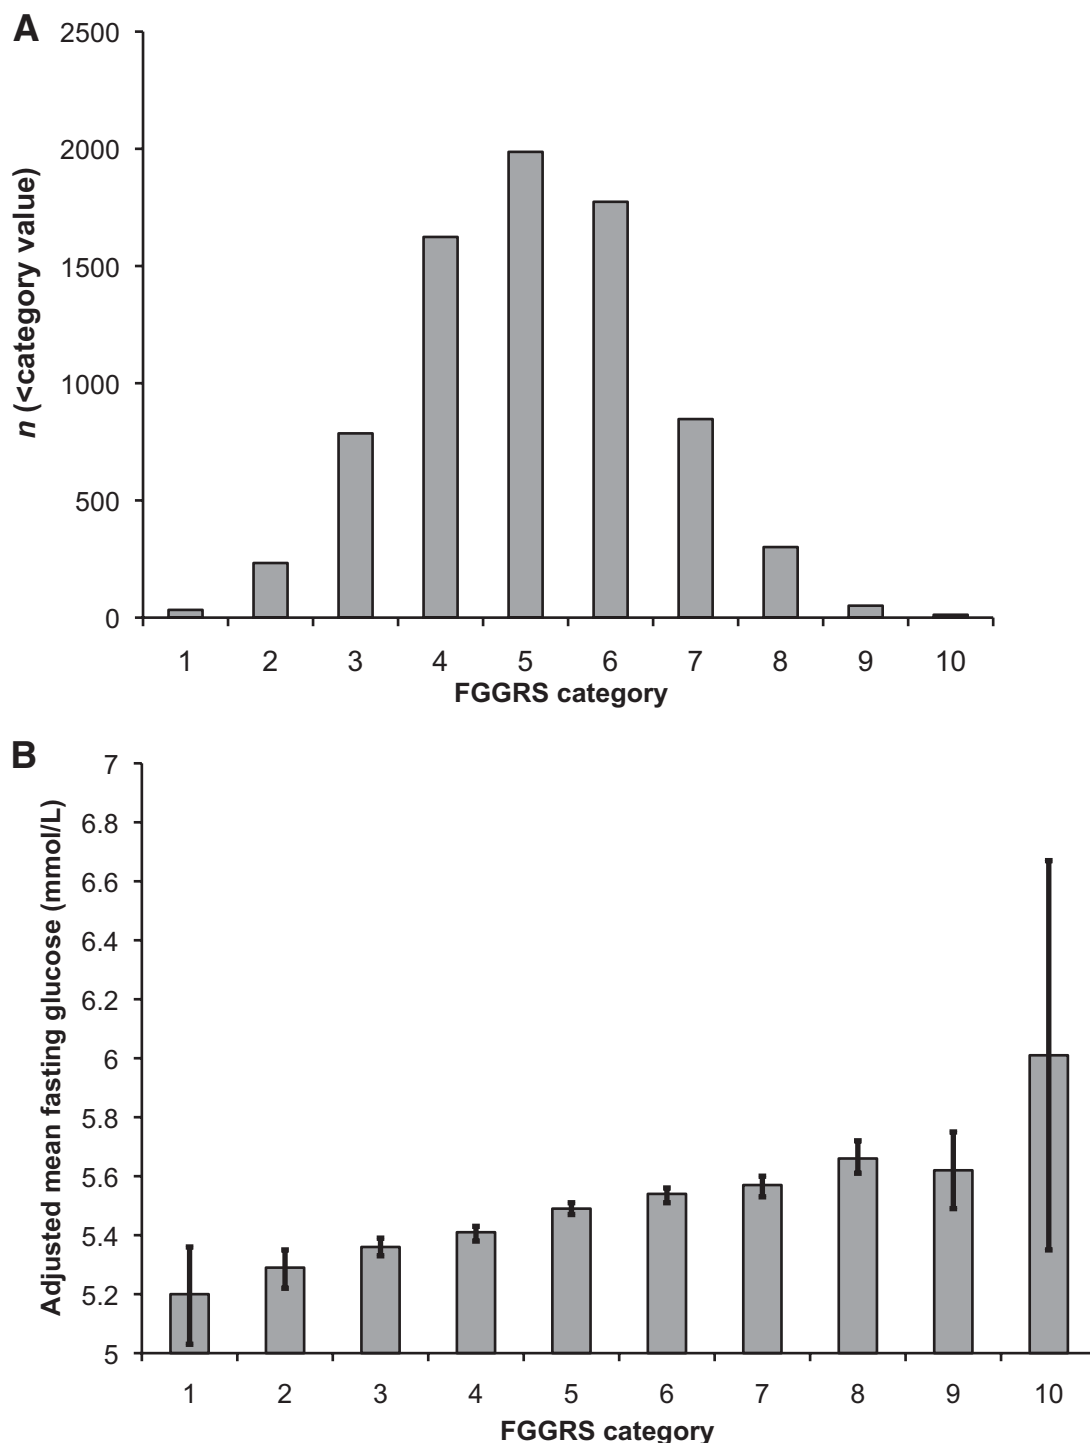 A
2500
2000
1500
1000
500
0
n (<category value)
1 2 3 4 5 6 7 8 9 10
FGGRS category
B
7
6.8
6.6
6.4
6.2
6
5.8
5.6
5.4
5.2
5
Adjusted mean fasting glucose (mmol/L)
1 2 3 4 5 6 7 8 9 10
FGGRS category